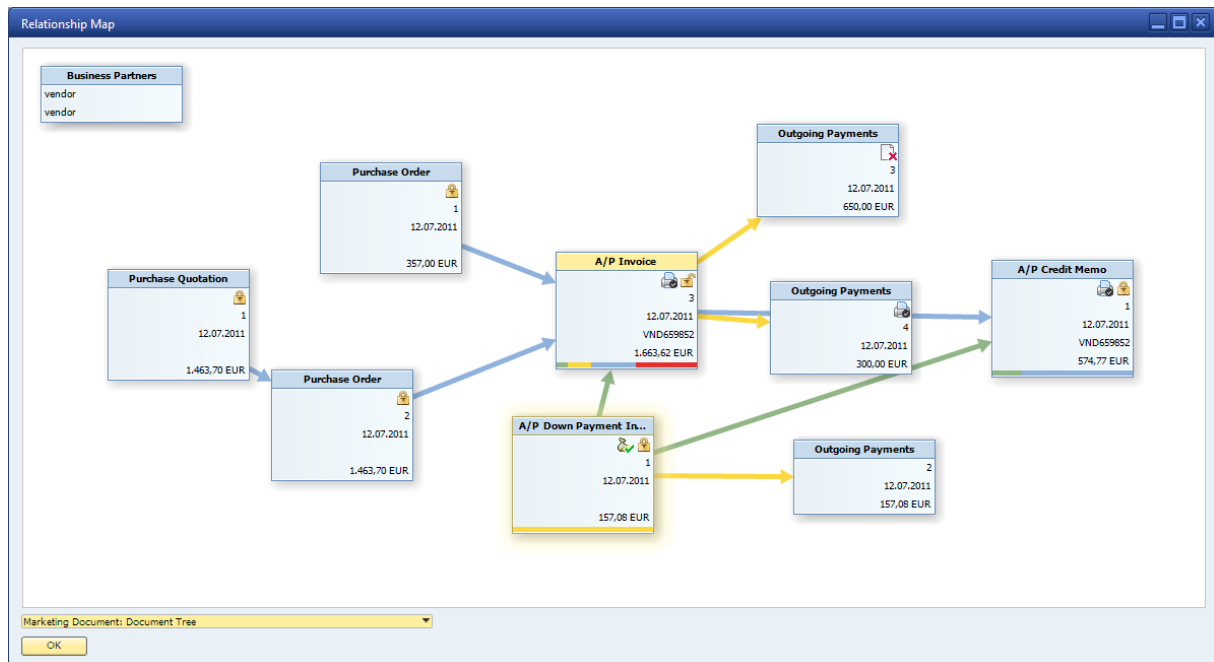 Relationship Map
Business Partners
vendor
vendor
Outgoing Payments
3
12.07.2011
650,00 EUR
Purchase Order
1
12.07.2011
357,00 EUR
A/P Invoice
3
12.07.2011
VND659852
1.663,62 EUR
A/P Credit Memo
1
12.07.2011
VND659852
574,77 EUR
Purchase Quotation
1
12.07.2011
1.463,70 EUR
Outgoing Payments
4
12.07.2011
300,00 EUR
Purchase Order
2
12.07.2011
1.463,70 EUR
A/P Down Payment In...
1
12.07.2011
157,08 EUR
Outgoing Payments
2
12.07.2011
157,08 EUR
Marketing Document: Document Tree
OK